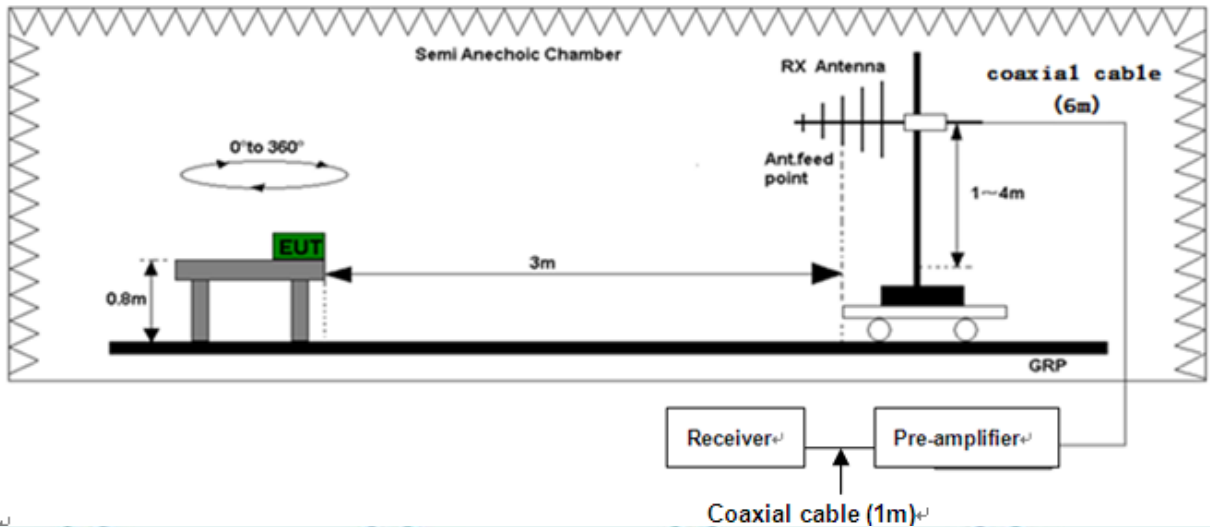 Semi Anechoic Chamber
RX Antenna
coaxial cable
(6m)
0°to 360°
Ant.feed
point
1～4m
EUT
3m
0.8m
GRP
Receiver↵
Pre-amplifier↵
Coaxial cable (1m)↵
↵